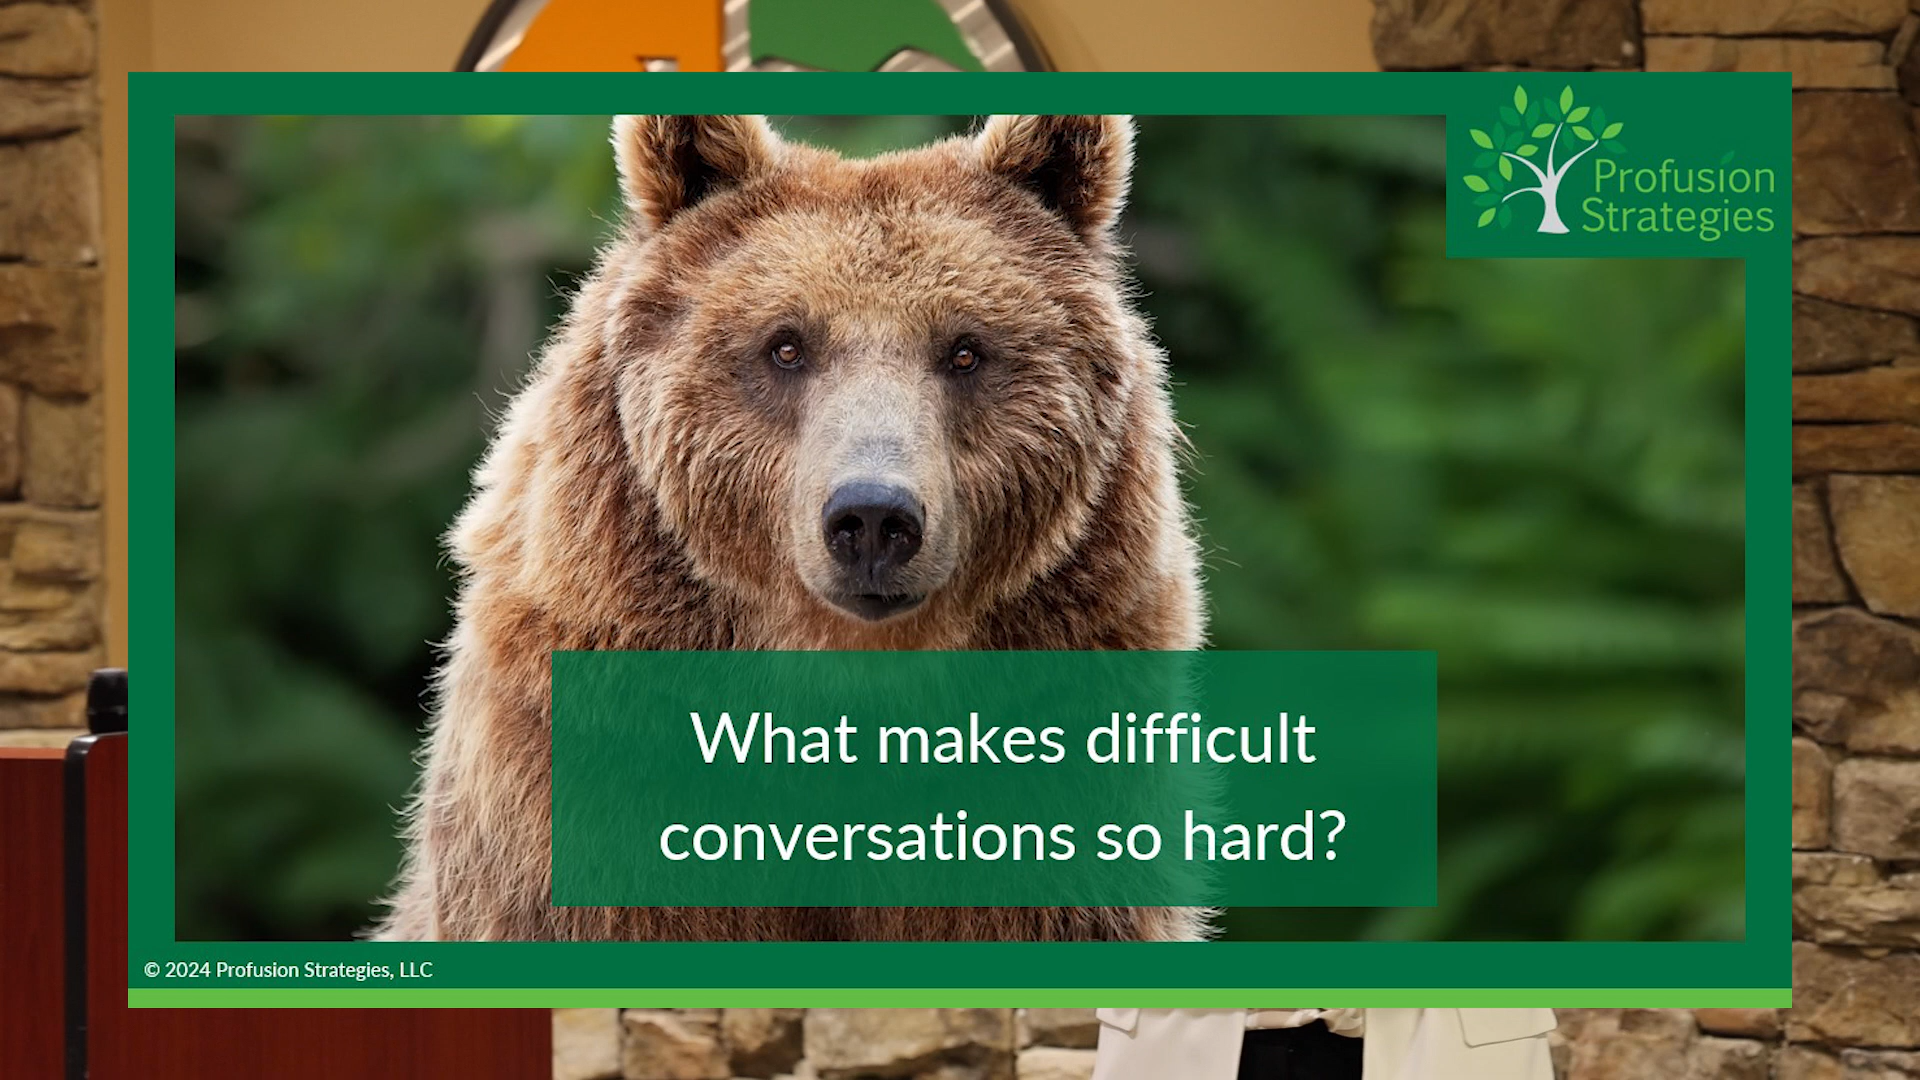 Profusion
Strategies
What makes difficult
conversations so hard?
© 2024 Profusion Strategies, LLC